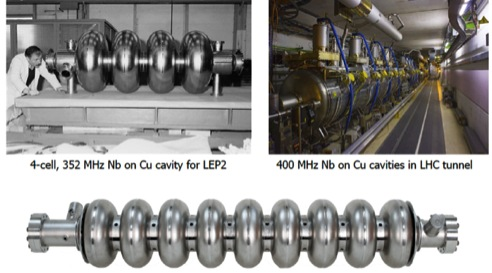 4-cell, 352 MHz Nb on Cu cavity for LEP2
400 MHz Nb on Cu cavities in LHC tunnel